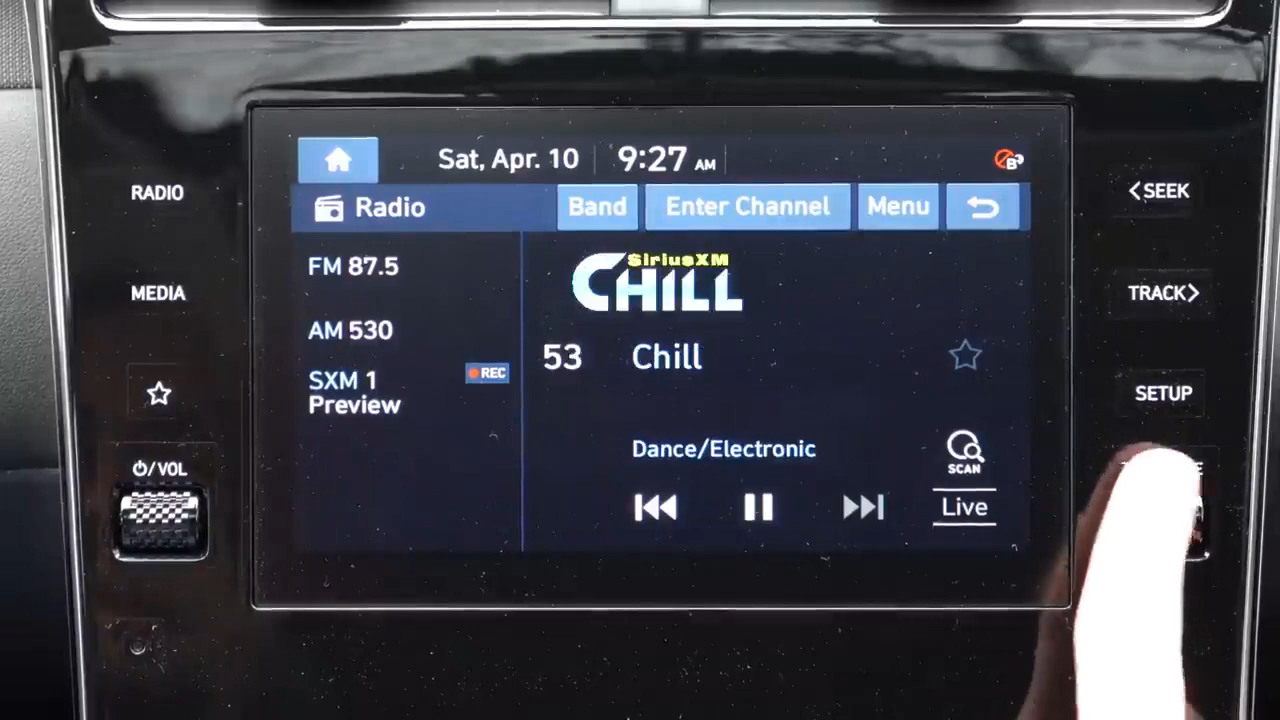 Sat, Apr. 10 9:27 AM
B
Radio Band Enter Channel Menu
RADIO
<SEEK
FM 87.5
SiriusXM
CHILL
MEDIA
TRACK>
AM 530
53 Chill
SXM 1
Preview
REC
SETUP
Dance/Electronic
SCAN
⏻/VOL
Live